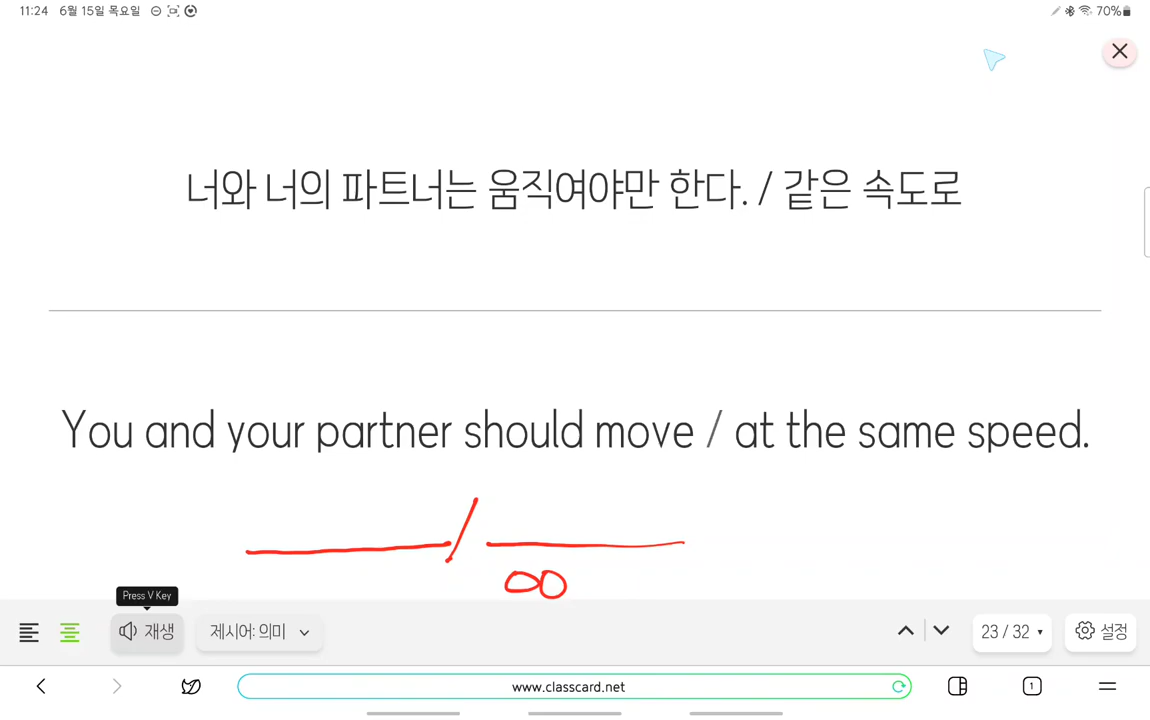 11:24 6월 15일 목요일
70%
너와 너의 파트너는 움직여야만 한다. / 같은 속도로
You and your partner should move / at the same speed.
/
Press V Key
재생
제시어: 의미
23 / 32
설정
www.classcard.net
1